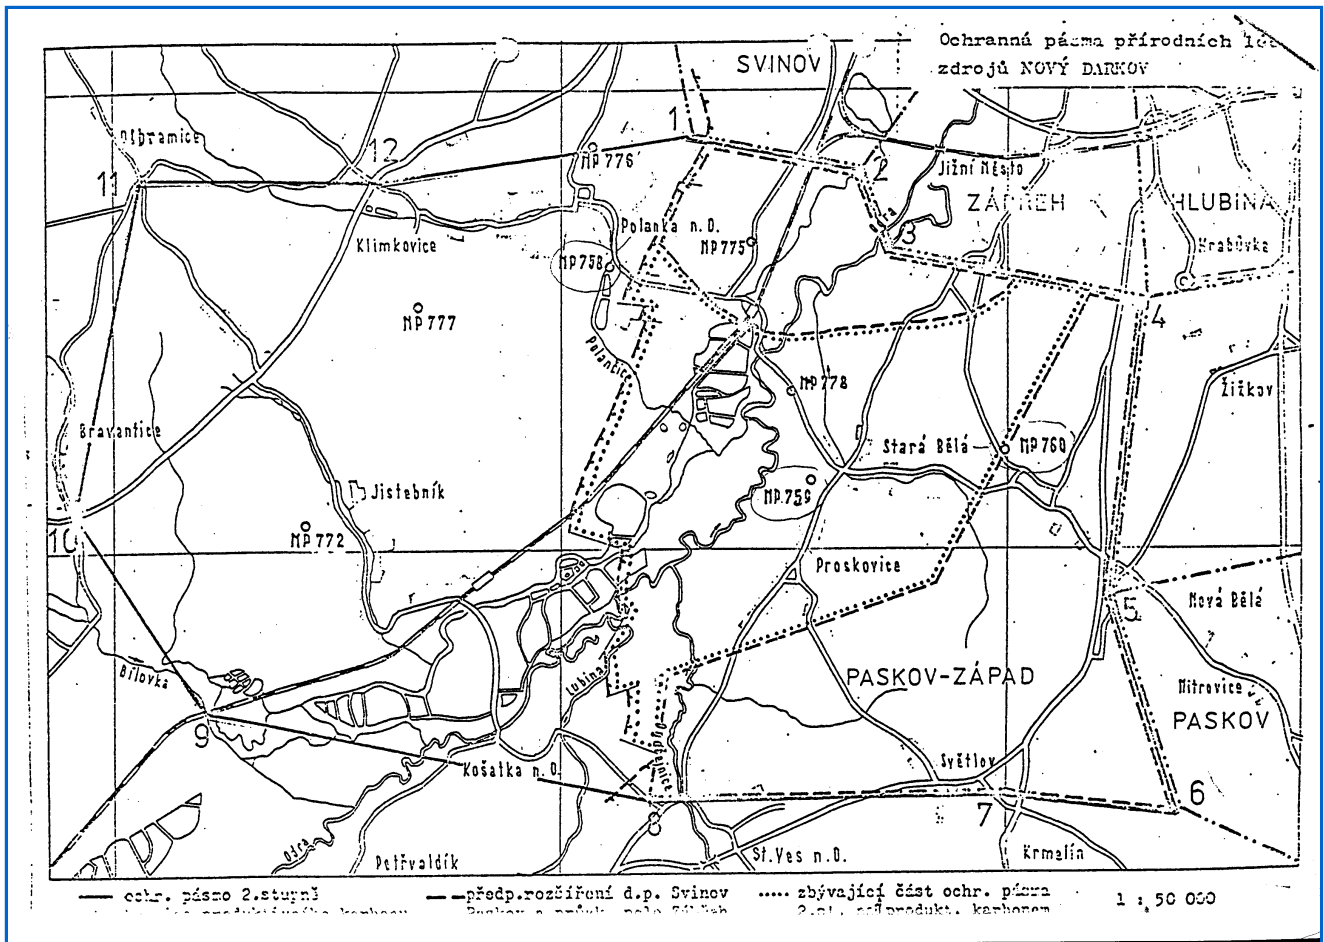 Ochranná pásma přírodních
zdrojů NOVÝ DARKOV
SVINOV
1
12
11
Klimkovice
NP 776
Polanka n.O.
NP 775
NP 758
NP 777
Polančice
2
Jižní Město
ZÁBŘEH
HLUBINA
3
Hrabůvka
4
Žižkov
NP 778
Bravantice
Stará Bělá
NP 760
NP 759
Jistebník
10
NP 772
Proskovice
5
Nová Bělá
Bílovka
Lubina
PASKOV-ZÁPAD
Mitrovice
PASKOV
9
Košatka n.O.
Světlov
8
7
6
Odra
Petřvaldík
St.Ves n.O.
Krmelín
ochr. pásmo 2.stupně
předp.rozšíření d.p. Svinov
zbývající část ochr. pásma
1 : 50 000
produktivního karbonu